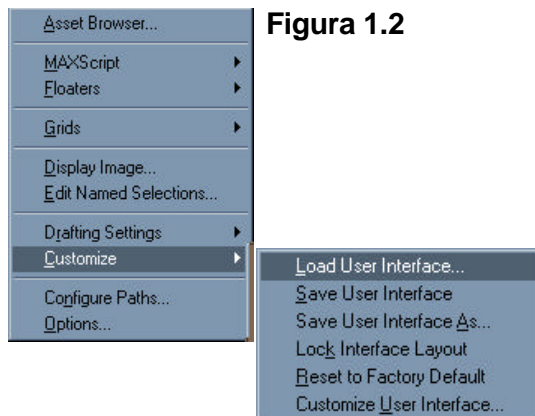 Asset Browser...
Figura 1.2
MAXScript
Floaters
Grids
Display Image...
Edit Named Selections...
Drafting Settings
Customize
Load User Interface...
Configure Paths...
Save User Interface
Options...
Save User Interface As...
Lock Interface Layout
Reset to Factory Default
Customize User Interface...